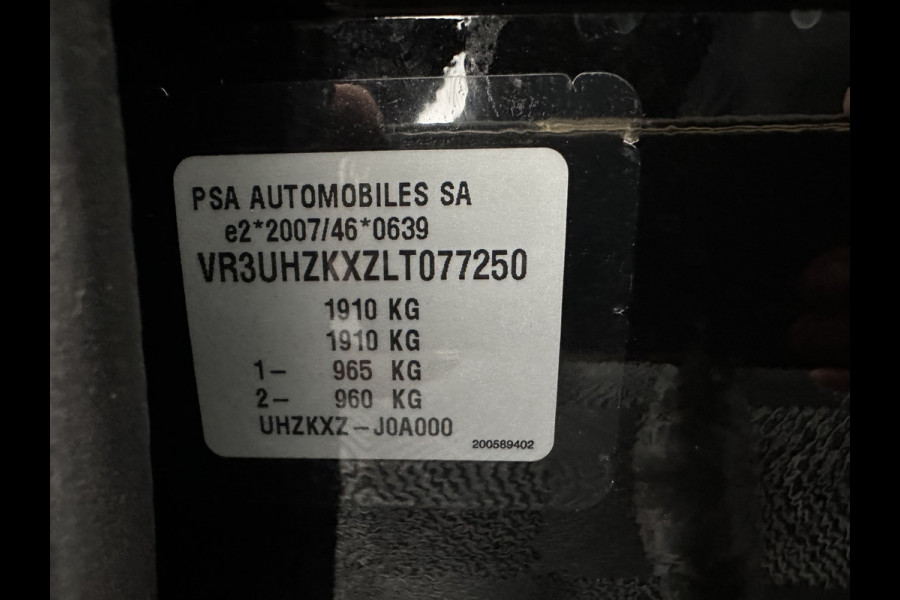 PSA AUTOMOBILES SA
e2*2007/46*0639
VR3UHZKXZLT077250
1910 KG
1910 KG
1- 965 KG
2- 960 KG
UHZKXZ-J0A000
200589402